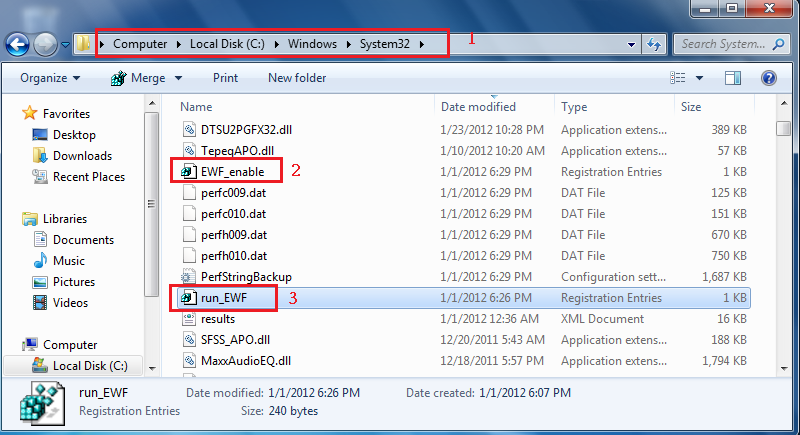 Computer Local Disk (C:) Windows System32 1
Search System...
Organize Merge Print New folder
Name Date modified Type Size
Favorites
Desktop
Downloads
Recent Places
Libraries
Documents
Music
Pictures
Videos
Computer
Local Disk (C:)
DTSU2PGFX32.dll 1/23/2012 10:28 PM Application extens... 389 KB
TepeqAPO.dll 1/10/2012 10:20 AM Application extens... 51 KB
EWF_enable 2 1/1/2012 6:29 PM Registration Entries 1 KB
perfc009.dat 1/1/2012 6:29 PM DAT File 125 KB
perfc010.dat 1/1/2012 6:29 PM DAT File 151 KB
perfh009.dat 1/1/2012 6:29 PM DAT File 670 KB
perfh010.dat 1/1/2012 6:29 PM DAT File 750 KB
PerfStringBackup 1/1/2012 6:29 PM Configuration sett... 1,687 KB
run_EWF 3 1/1/2012 6:26 PM Registration Entries 1 KB
results 1/1/2012 12:36 AM XML Document 16 KB
SFSS_APO.dll 12/20/2011 5:43 AM Application extens... 188 KB
MaxxAudioEQ.dll 12/18/2011 5:57 PM Application extens... 1,794 KB
run_EWF Date modified: 1/1/2012 6:26 PM Date created: 1/1/2012 6:07 PM
Registration Entries Size: 240 bytes